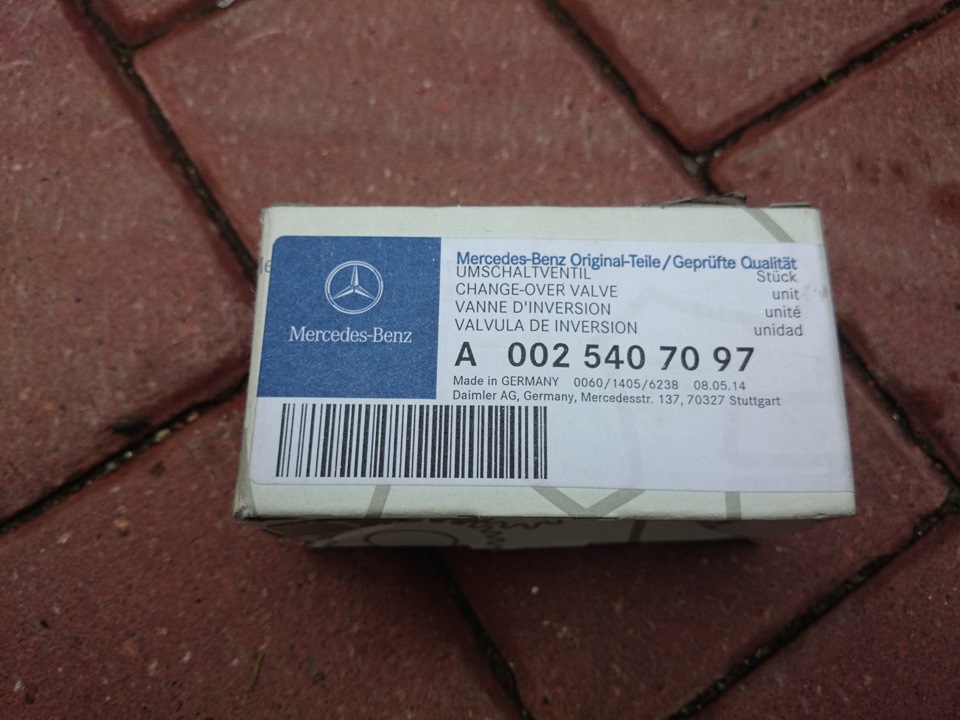 Mercedes-Benz
Mercedes-Benz Original-Teile/Geprüfte Qualität
UMSCHALTVENTIL Stück
CHANGE-OVER VALVE unit
VANNE D'INVERSION unité
VALVULA DE INVERSION unidad
A 002 540 70 97
Made in GERMANY 0060/1405/6238 08.05.14
Daimler AG, Germany, Mercedesstr. 137, 70327 Stuttgart